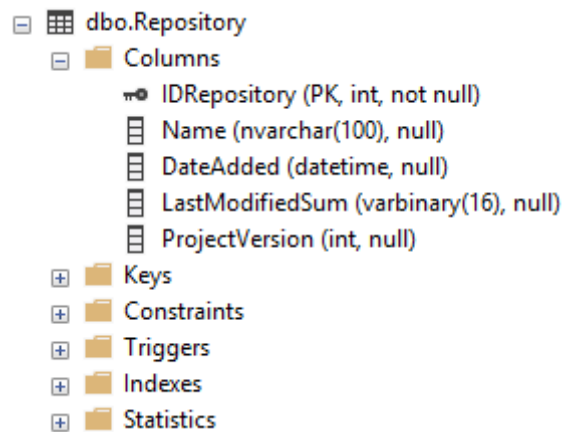 dbo.Repository
Columns
IDRepository (PK, int, not null)
Name (nvarchar(100), null)
DateAdded (datetime, null)
LastModifiedSum (varbinary(16), null)
ProjectVersion (int, null)
Keys
Constraints
Triggers
Indexes
Statistics